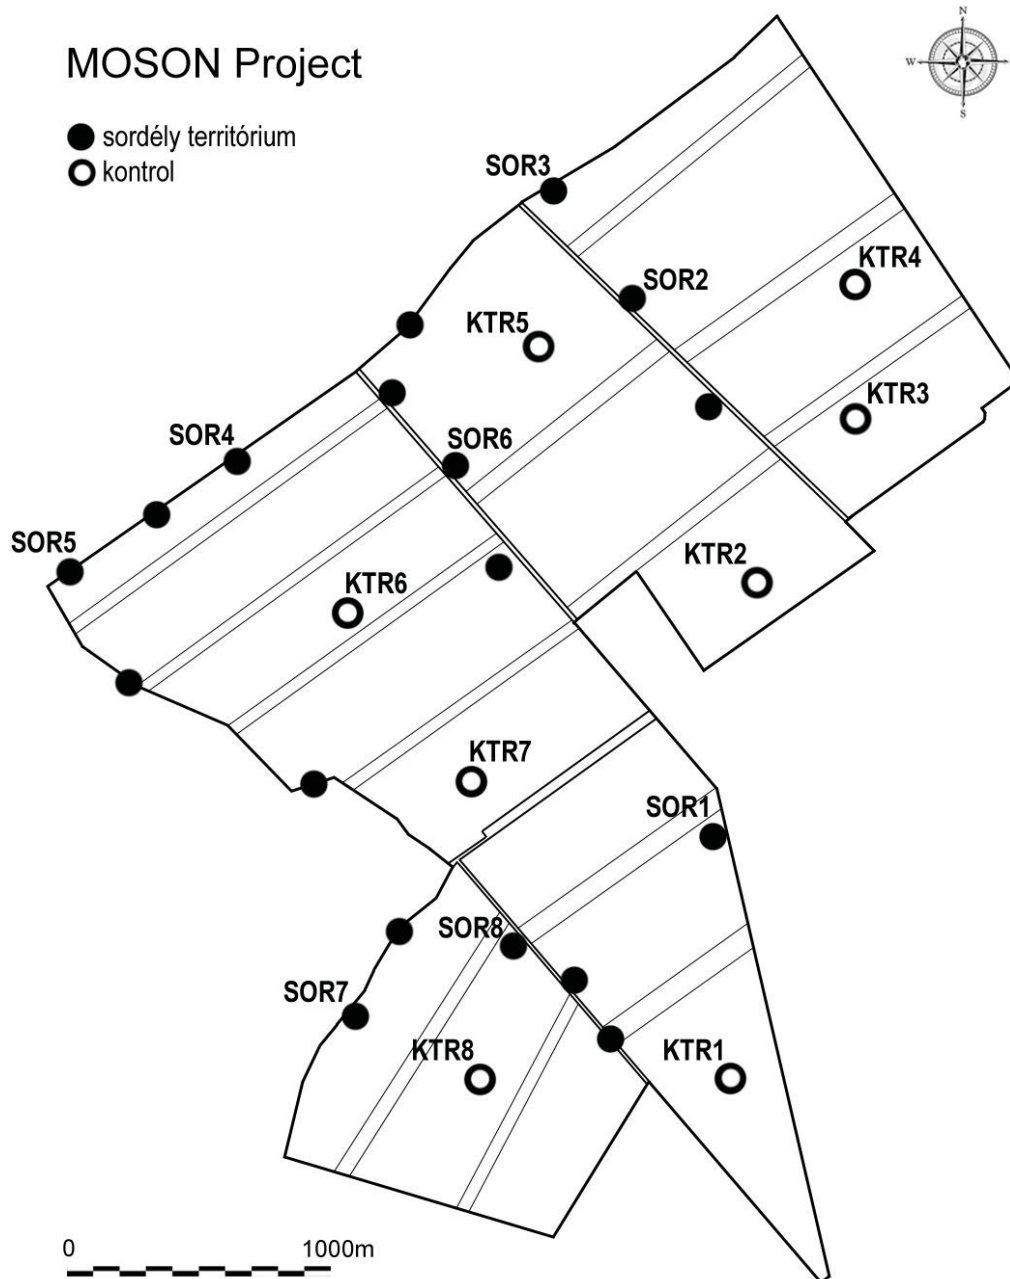 MOSON Project
N
W
S
sordély territórium
kontrol
SOR3
SOR2
KTR4
KTR5
KTR3
SOR4
SOR6
SOR5
KTR2
KTR6
KTR7
SOR1
SOR8
SOR7
KTR8
KTR1
0 1000m